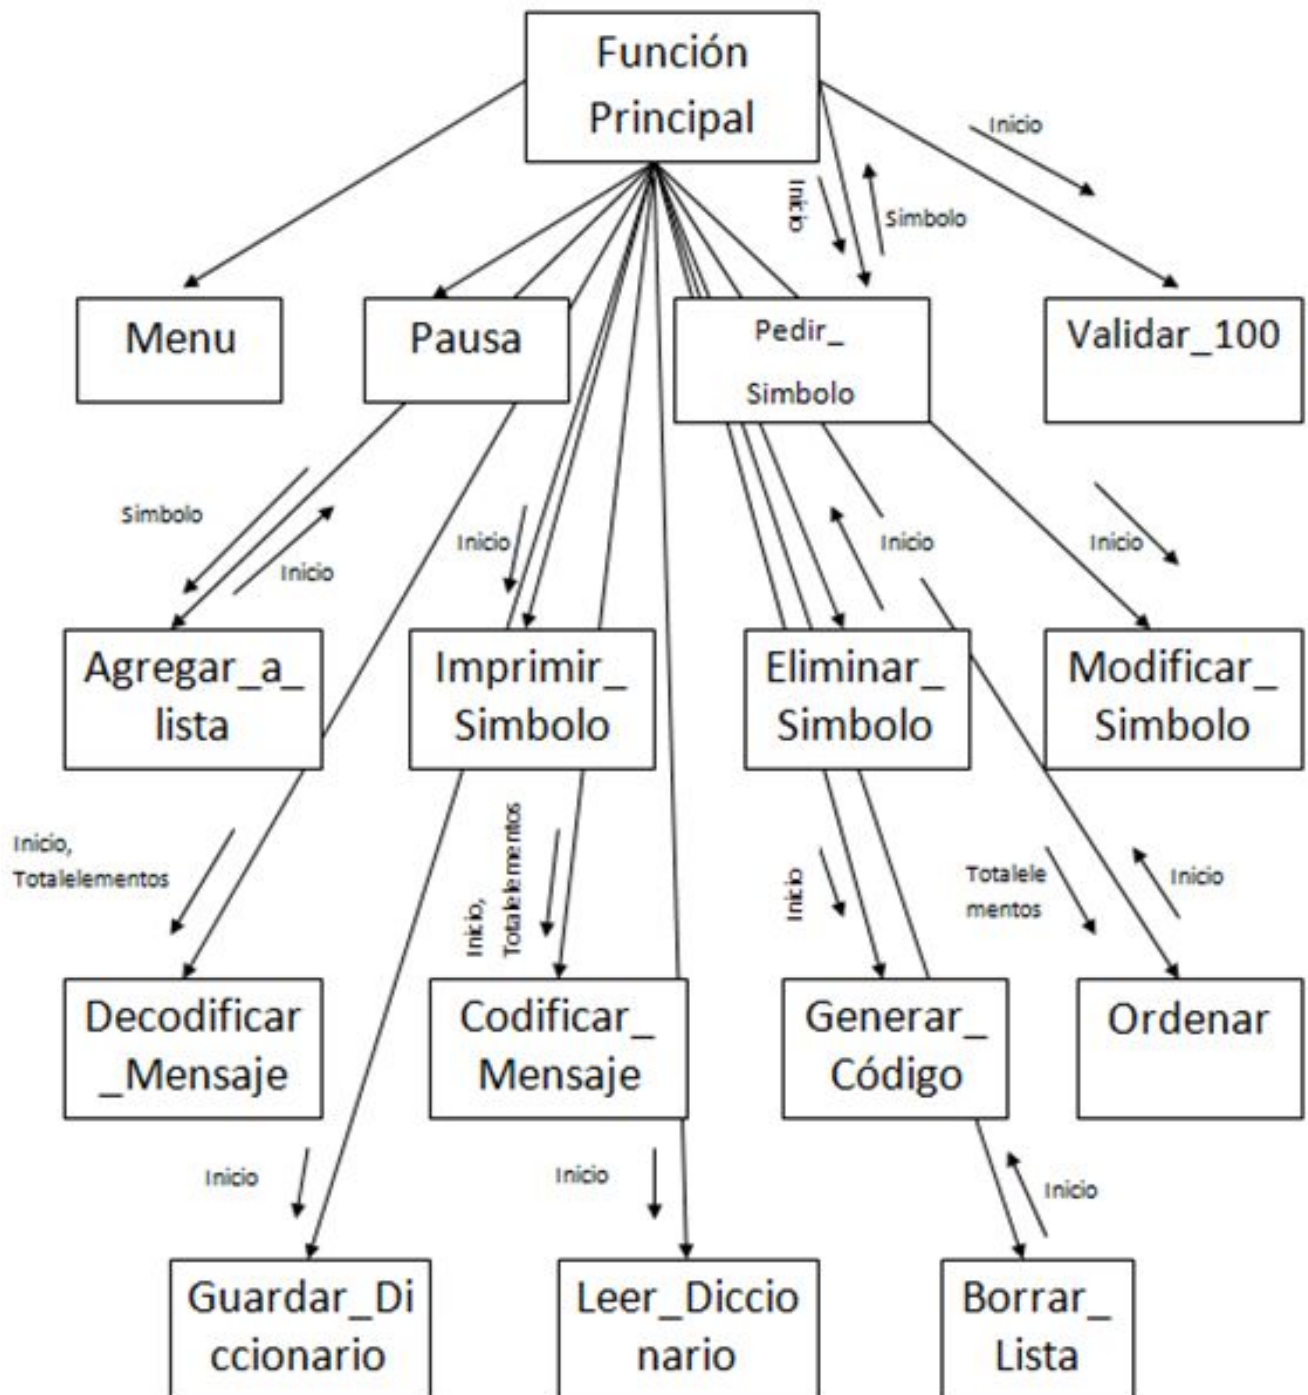 Función
Principal
Inicio
Inicio
Simbolo
Menu
Pausa
Pedir_
Simbolo
Validar_100
Simbolo
Inicio
Inicio
Inicio
Inicio
Agregar_a_
lista
Imprimir_
Simbolo
Eliminar_
Simbolo
Modificar_
Simbolo
Inicio,
Totalelementos
Inicio,
Totalelementos
Inicio
Totalele
mentos
Inicio
Decodificar
_Mensaje
Codificar_
Mensaje
Generar_
Código
Ordenar
Inicio
Inicio
Inicio
Guardar_Di
ccionario
Leer_Diccio
nario
Borrar_
Lista